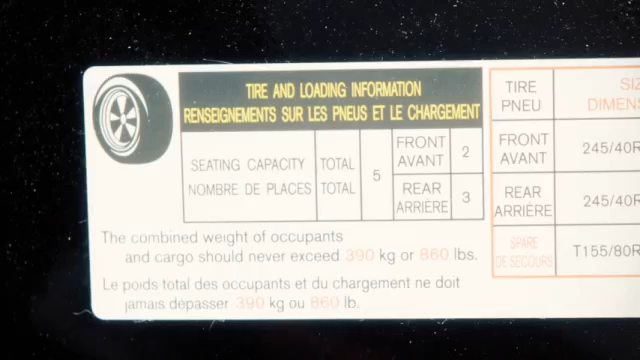 TIRE AND LOADING INFORMATION
RENSEIGNEMENTS SUR LES PNEUS ET LE CHARGEMENT
SEATING CAPACITY TOTAL 5 FRONT 2
AVANT
NOMBRE DE PLACES TOTAL REAR 3
ARRIÈRE
The combined weight of occupants
and cargo should never exceed 390 kg or 860 lbs.
Le poids total des occupants et du chargement ne doit
jamais dépasser 390 kg ou 860 lb.
TIRE
PNEU
FRONT 245/40R
AVANT
REAR 245/40R
ARRIÈRE
SPARE T155/80R
DE SECOURS